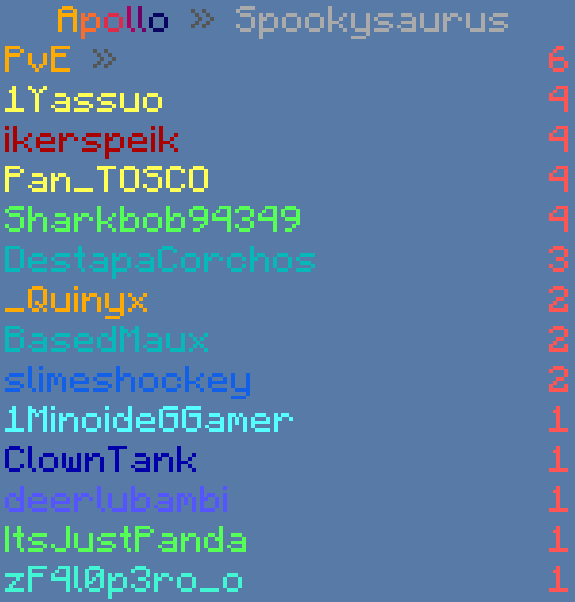 Apollo » Spookysaurus
PvE » 6
1Yassuo 4
ikerspeik 4
Pan_TOSCO 4
Sharkbob94349 4
DestapaCorchos 3
_Quinyx 2
BasedMaux 2
slimeshockey 2
1MinoideGGamer 1
ClownTank 1
deerlubambi 1
ItsJustPanda 1
zF4l0p3ro_o 1